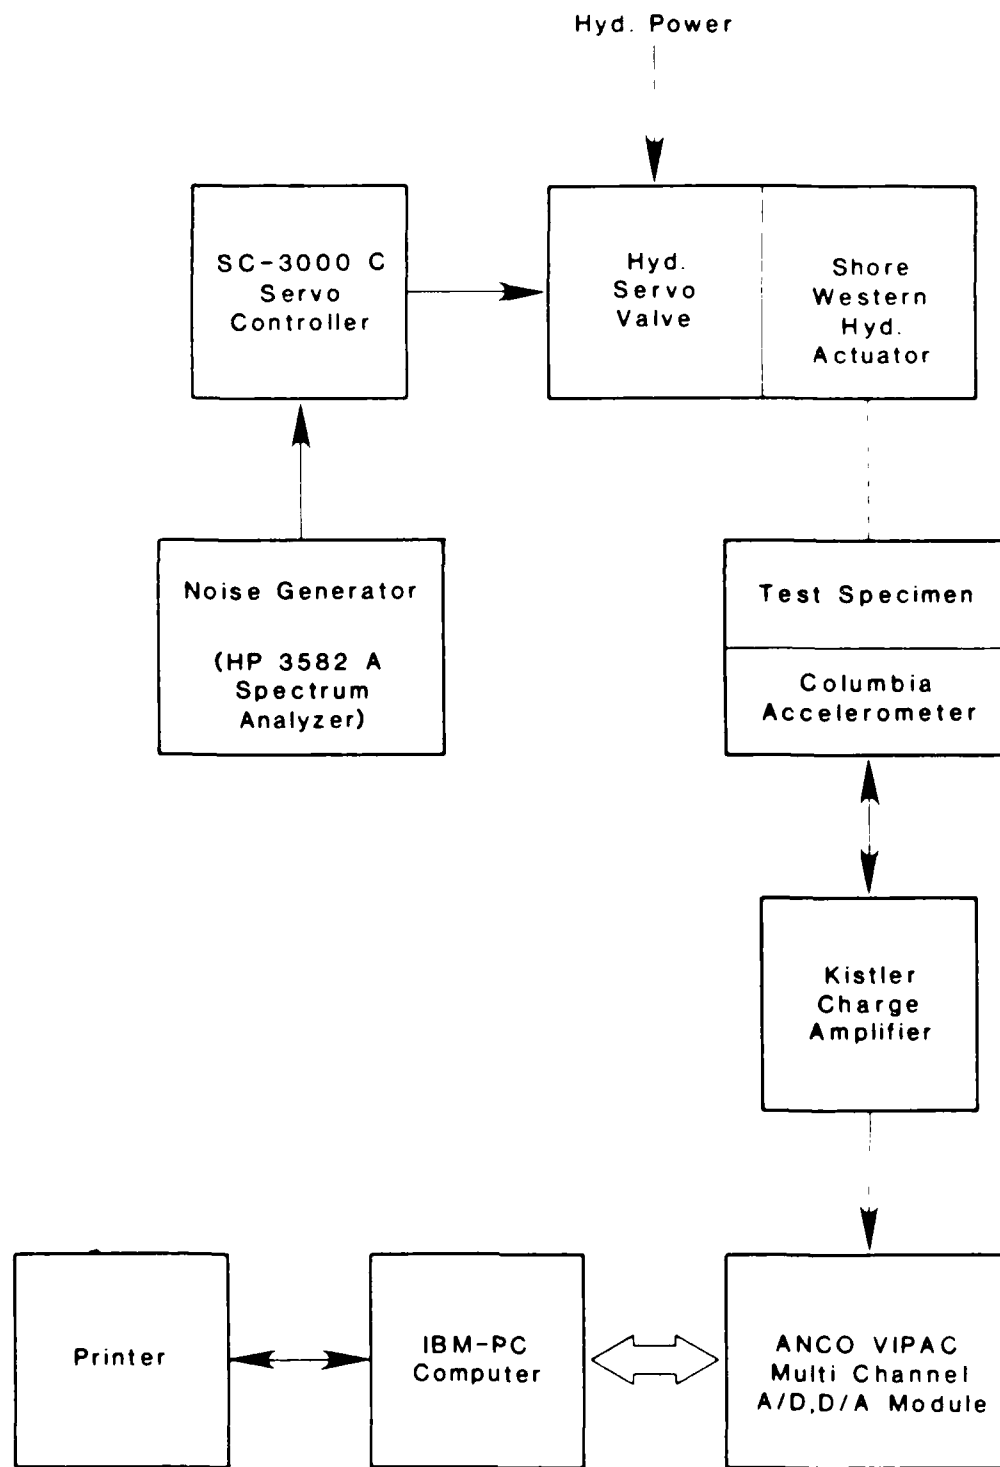 Hyd. Power
SC-3000 C
Servo
Controller
Hyd.
Servo
Valve
Shore
Western
Hyd.
Actuator
Noise Generator
(HP 3582 A
Spectrum
Analyzer)
Test Specimen
Columbia
Accelerometer
Kistler
Charge
Amplifier
Printer
IBM-PC
Computer
ANCO VIPAC
Multi Channel
A/D,D/A Module